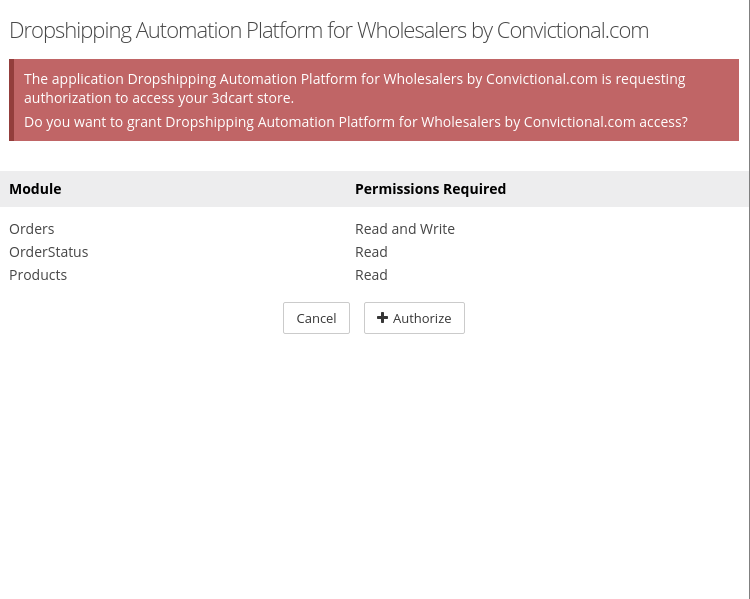 Dropshipping Automation Platform for Wholesalers by Convictional.com
The application Dropshipping Automation Platform for Wholesalers by Convictional.com is requesting
authorization to access your 3dcart store.
Do you want to grant Dropshipping Automation Platform for Wholesalers by Convictional.com access?
Module Permissions Required
Orders Read and Write
OrderStatus Read
Products Read
Cancel Authorize